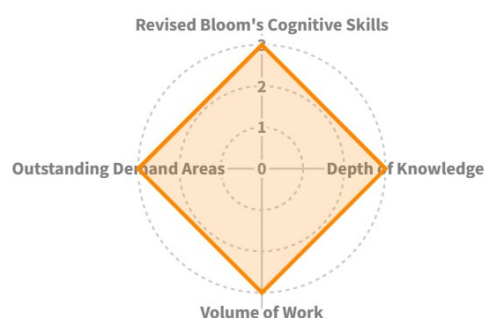 Revised Bloom's Cognitive Skills
3
2
1
Outstanding Demand Areas 0 Depth of Knowledge
Volume of Work